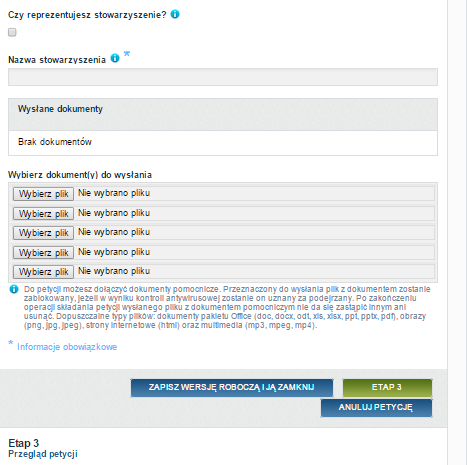 Czy reprezentujesz stowarzyszenie?
Nazwa stowarzyszenia *
Wysłane dokumenty
Brak dokumentów
Wybierz dokument(y) do wysłania
Wybierz plik Nie wybrano pliku
Wybierz plik Nie wybrano pliku
Wybierz plik Nie wybrano pliku
Wybierz plik Nie wybrano pliku
Wybierz plik Nie wybrano pliku
Do petycji możesz dołączyć dokumenty pomocnicze. Przeznaczony do wysłania plik z dokumentem zostanie
zablokowany, jeżeli w wyniku kontroli antywirusowej zostanie on uznany za podejrzany. Po zakończeniu
operacji składania petycji wysłanego pliku z dokumentem pomocniczym nie da się zastąpić innym ani
usunąć. Dopuszczalne typy plików: dokumenty pakietu Office (doc, docx, odt, xls, xlsx, ppt, pptx, pdf), obrazy
(png, jpg, jpeg), strony internetowe (html) oraz multimedia (mp3, mpeg, mp4).
* Informacje obowiązkowe
ZAPISZ WERSJĘ ROBOCZĄ I JĄ ZAMKNIJ
ETAP 3
ANULUJ PETYCJĘ
Etap 3
Przegląd petycji